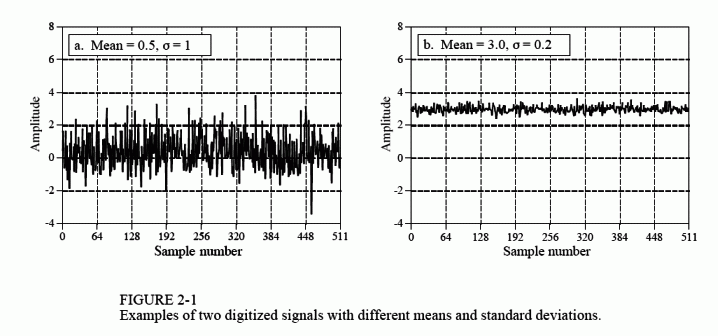 a. Mean = 0.5, σ = 1
8
6
4
2
0
-2
-4
Amplitude
0 64 128 192 256 320 384 448 511
Sample number
b. Mean = 3.0, σ = 0.2
8
6
4
2
0
-2
-4
Amplitude
0 64 128 192 256 320 384 448 511
Sample number
FIGURE 2-1
Examples of two digitized signals with different means and standard deviations.